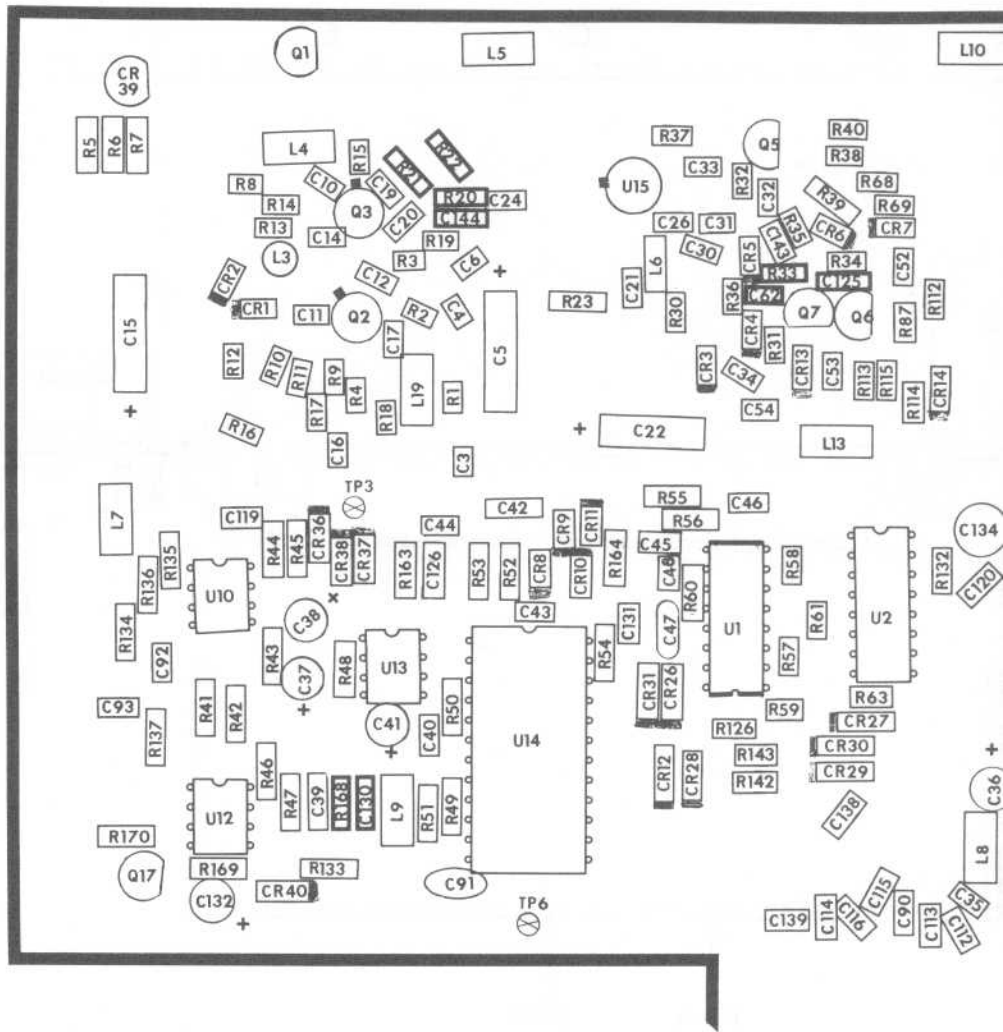 Q1
L5
L10
CR
39
R5
R6
R7
L4
R15
R21
R22
R37
Q5
R40
R38
R8
C10
C19
R20
C24
U15
C33
R32
C32
R39
R68
R14
Q3
C20
C144
R69
R13
C14
R19
C26
C31
C143
R35
CR6
CR7
L3
R3
C6
+
L6
C30
CR5
R34
C52
CR2
C12
R33
C125
C15
CR1
C11
Q2
R2
C4
C5
R23
C21
R30
R36
C62
Q7
Q6
R112
C17
CR4
R31
R87
R12
R10
R11
R9
R4
L19
R1
CR3
C34
CR13
C53
R113
R115
CR14
+
R17
R18
C54
R114
R16
C16
+
C22
L13
C3
TP3
L7
C119
R44
R45
CR36
C42
C44
CR9
CR11
R55
C46
R56
C134
R135
CR38
CR37
R163
C126
R53
R52
CR8
CR10
R164
C45
C48
R58
R132
R136
U10
x
C43
R60
U1
U2
C120
R134
C38
C131
C47
R61
C92
R43
R48
U13
R54
R57
C37
+
CR31
CR26
R63
C93
R41
R42
R50
R59
R137
C41
+
C40
U14
R126
CR27
R143
CR30
+
R46
CR12
CR28
R142
CR29
C36
U12
R47
C39
R168
C130
L9
R51
R49
C138
R170
L8
Q17
R169
R133
C91
CR40
C132
+
TP6
C139
C114
C116
C115
C90
C113
C35
C112